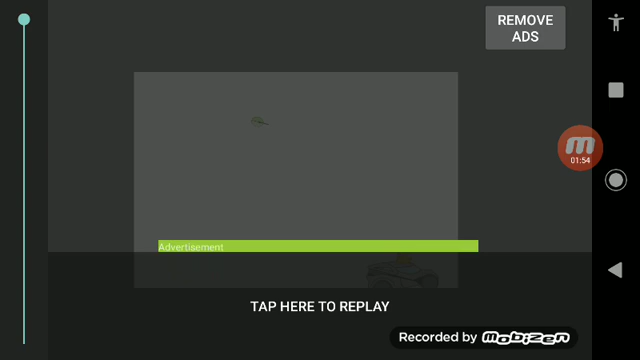 REMOVE
ADS
01:54
Advertisement
TAP HERE TO REPLAY
Recorded by MOBIZEN